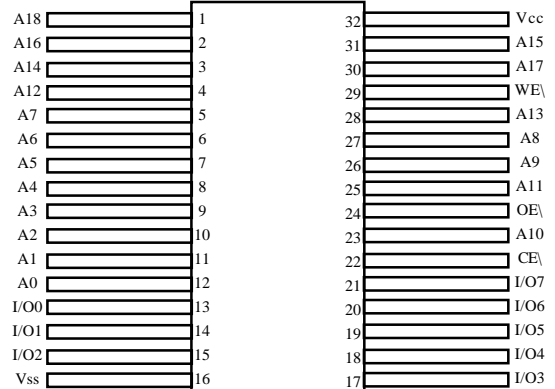 A18 1 32 Vcc
A16 2 31 A15
A14 3 30 A17
A12 4 29 WE\
A7 5 28 A13
A6 6 27 A8
A5 7 26 A9
A4 8 25 A11
A3 9 24 OE\
A2 10 23 A10
A1 11 22 CE\
A0 12 21 I/O7
I/O0 13 20 I/O6
I/O1 14 19 I/O5
I/O2 15 18 I/O4
Vss 16 17 I/O3